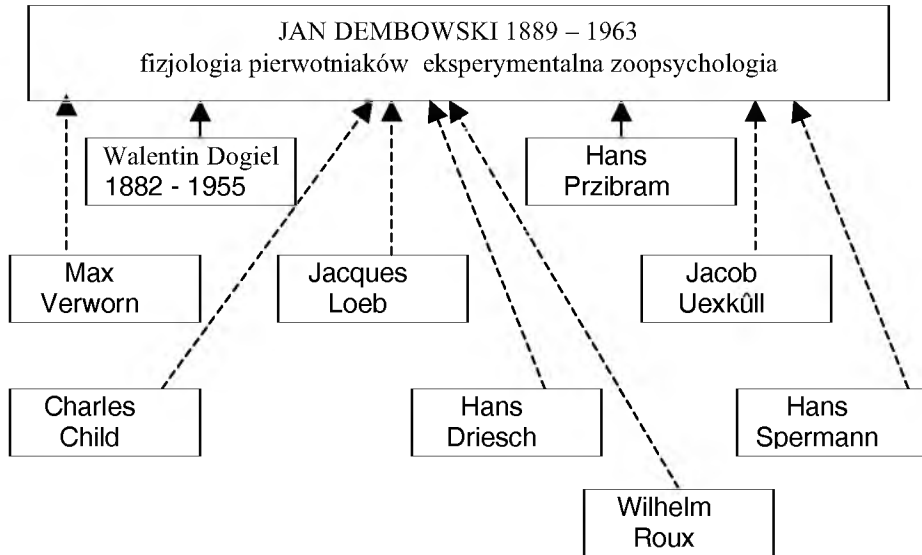 JAN DEMBOWSKI 1889 – 1963
fizjologia pierwotniaków eksperymentalna zoopsychologia
Walentin Dogiel
1882 - 1955
Hans
Przibram
Max
Verworn
Jacques
Loeb
Jacob
Uexkûll
Charles
Child
Hans
Driesch
Hans
Spermann
Wilhelm
Roux